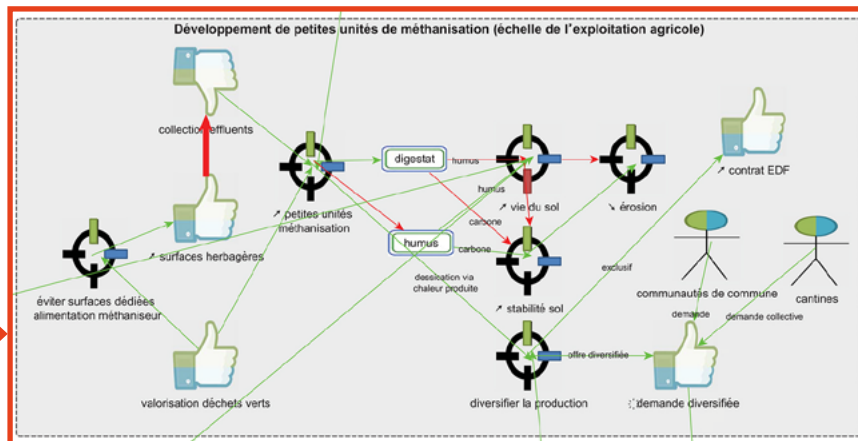 Développement de petites unités de méthanisation (échelle de l'exploitation agricole)
collection effluents
digestat
humus
↗ contrat EDF
↗ petites unités
méthanisation
humus
↗ vie du sol
↘ érosion
carbone
↗ surfaces herbagères
humus
carbone
éviter surfaces dédiées
alimentation méthaniseur
dessication via
chaleur produite
↗ stabilité sol
exclusif
communautés de commune
cantines
demande
demande collective
offre diversifiée
valorisation déchets verts
diversifier la production
demande diversifiée